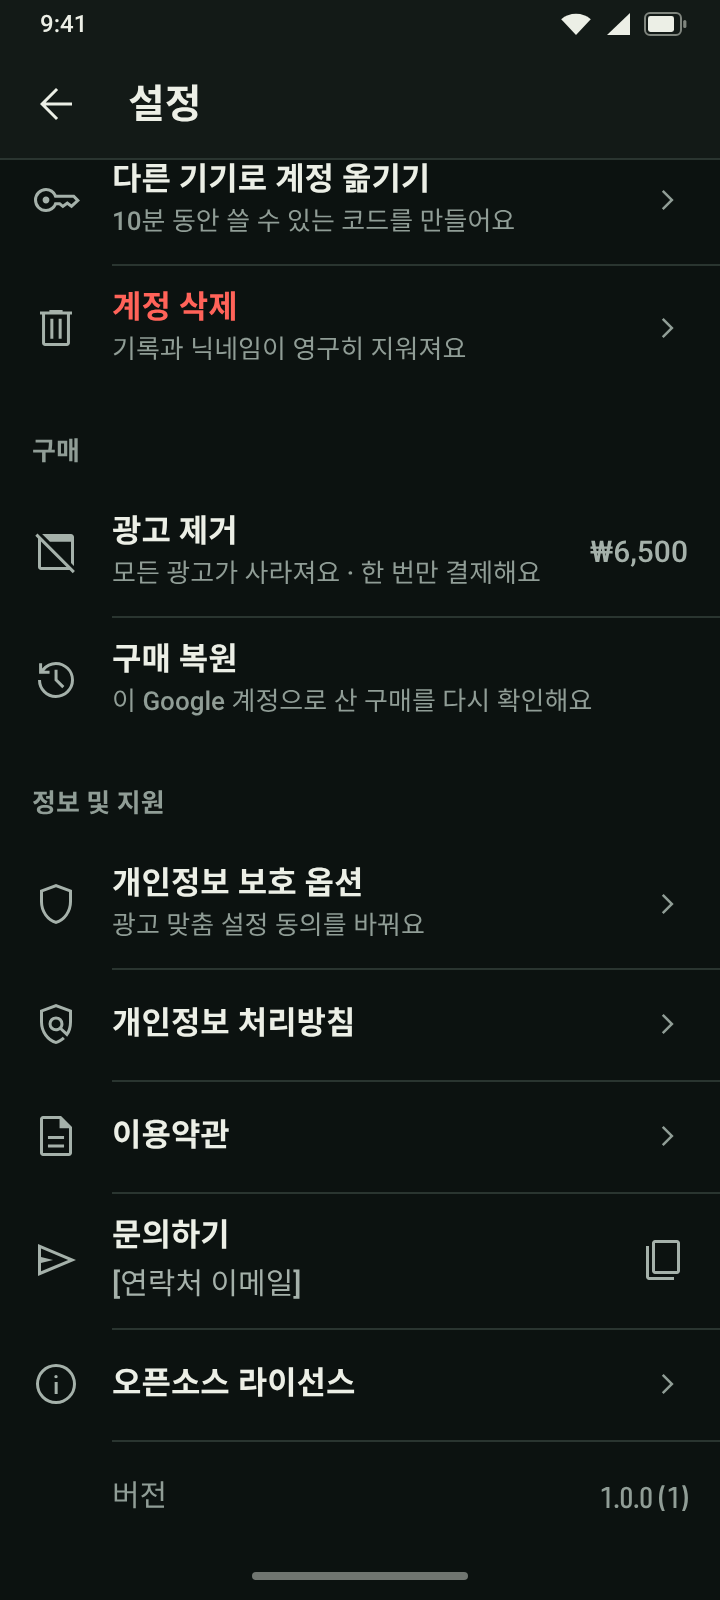 9:41
설정
다른 기기로 계정 옮기기
10분 동안 쓸 수 있는 코드를 만들어요
계정 삭제
기록과 닉네임이 영구히 지워져요
구매
광고 제거
모든 광고가 사라져요 · 한 번만 결제해요
₩6,500
구매 복원
이 Google 계정으로 산 구매를 다시 확인해요
정보 및 지원
개인정보 보호 옵션
광고 맞춤 설정 동의를 바꿔요
개인정보 처리방침
이용약관
문의하기
[연락처 이메일]
오픈소스 라이선스
버전
1.0.0 (1)